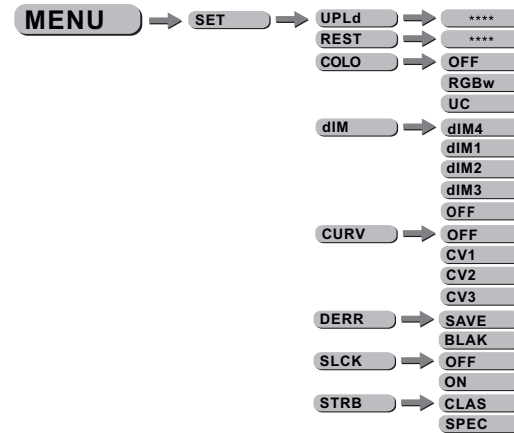 MENU SET UPLd ****
REST ****
COLO OFF
RGBw
UC
dIM dIM4
dIM1
dIM2
dIM3
OFF
CURV OFF
CV1
CV2
CV3
DERR SAVE
BLAK
SLCK OFF
ON
STRB CLAS
SPEC